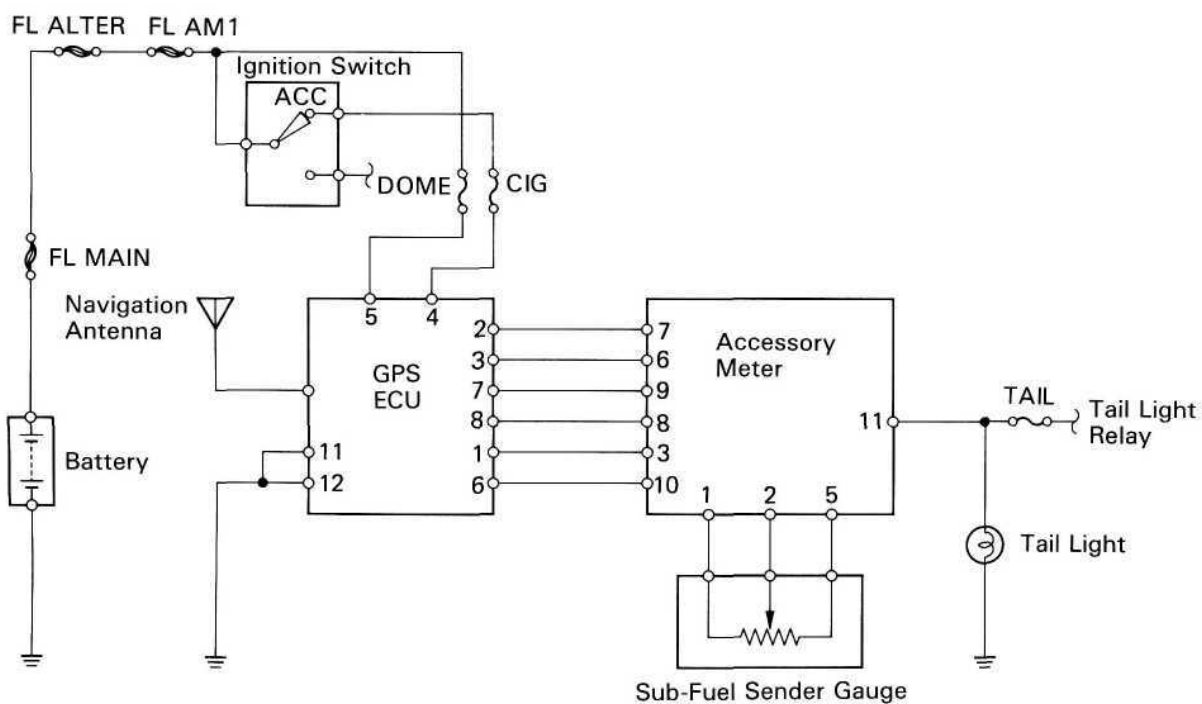 FL ALTER
FL AM1
Ignition Switch
ACC
DOME
CIG
FL MAIN
Navigation
Antenna
5
4
2
3
7
8
1
6
GPS
ECU
11
12
7
6
9
8
3
10
Accessory
Meter
11
TAIL
Tail Light
Relay
Battery
1
2
5
Tail Light
Sub-Fuel Sender Gauge